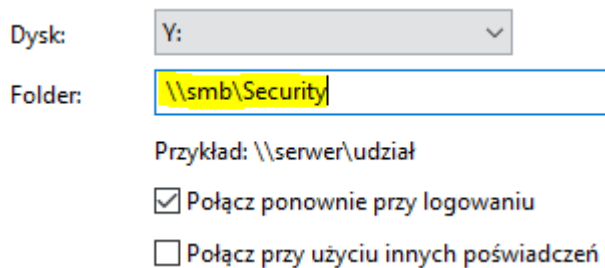 Dysk: Y:
Folder: \\smb\Security
Przykład: \\serwer\udział
Połącz ponownie przy logowaniu
Połącz przy użyciu innych poświadczeń